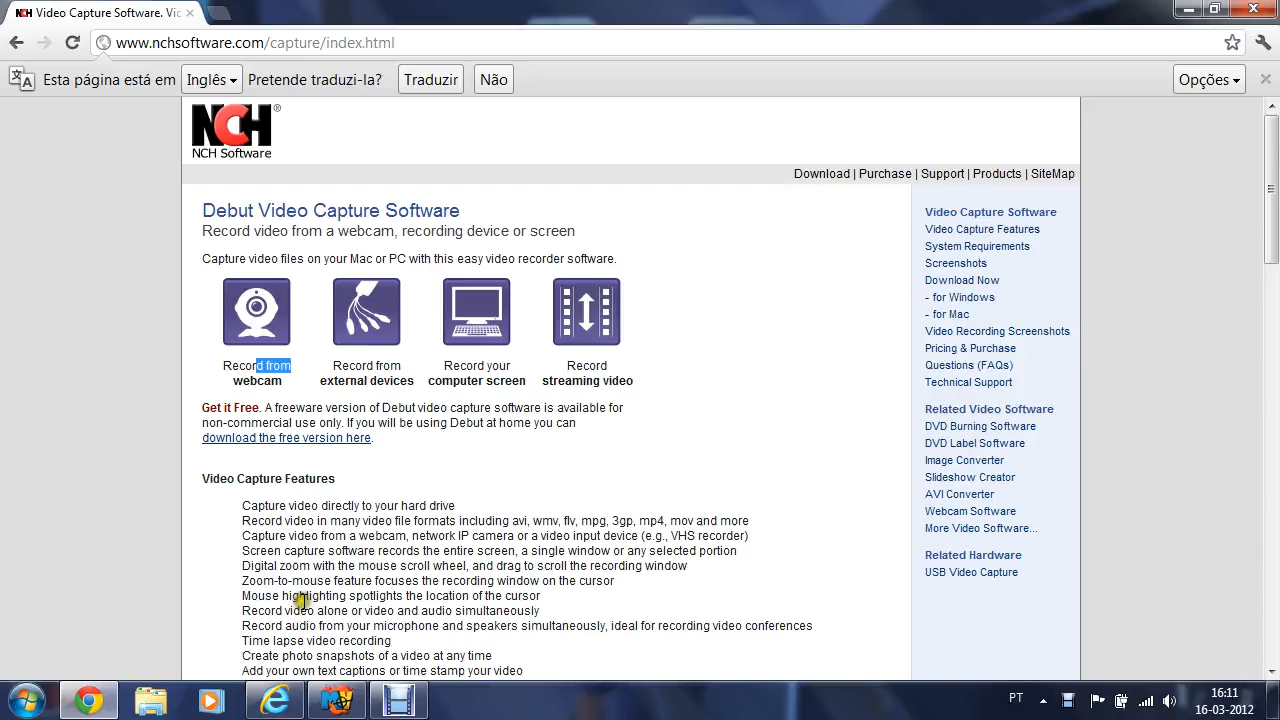 NCH Video Capture Software. Vic
www.nchsoftware.com/capture/index.html
Esta página está em Inglês Pretende traduzi-la? Traduzir Não Opções
NCH®
NCH Software
Download | Purchase | Support | Products | SiteMap
Debut Video Capture Software
Record video from a webcam, recording device or screen
Capture video files on your Mac or PC with this easy video recorder software.
Record from
webcam
Record from
external devices
Record your
computer screen
Record
streaming video
Get it Free. A freeware version of Debut video capture software is available for
non-commercial use only. If you will be using Debut at home you can
download the free version here.
Video Capture Features
Capture video directly to your hard drive
Record video in many video file formats including avi, wmv, flv, mpg, 3gp, mp4, mov and more
Capture video from a webcam, network IP camera or a video input device (e.g., VHS recorder)
Screen capture software records the entire screen, a single window or any selected portion
Digital zoom with the mouse scroll wheel, and drag to scroll the recording window
Zoom-to-mouse feature focuses the recording window on the cursor
Mouse highlighting spotlights the location of the cursor
Record video alone or video and audio simultaneously
Record audio from your microphone and speakers simultaneously, ideal for recording video conferences
Time lapse video recording
Create photo snapshots of a video at any time
Add your own text captions or time stamp your video
Video Capture Software
Video Capture Features
System Requirements
Screenshots
Download Now
- for Windows
- for Mac
Video Recording Screenshots
Pricing & Purchase
Questions (FAQs)
Technical Support
Related Video Software
DVD Burning Software
DVD Label Software
Image Converter
Slideshow Creator
AVI Converter
Webcam Software
More Video Software...
Related Hardware
USB Video Capture
PT
16:11
16-03-2012